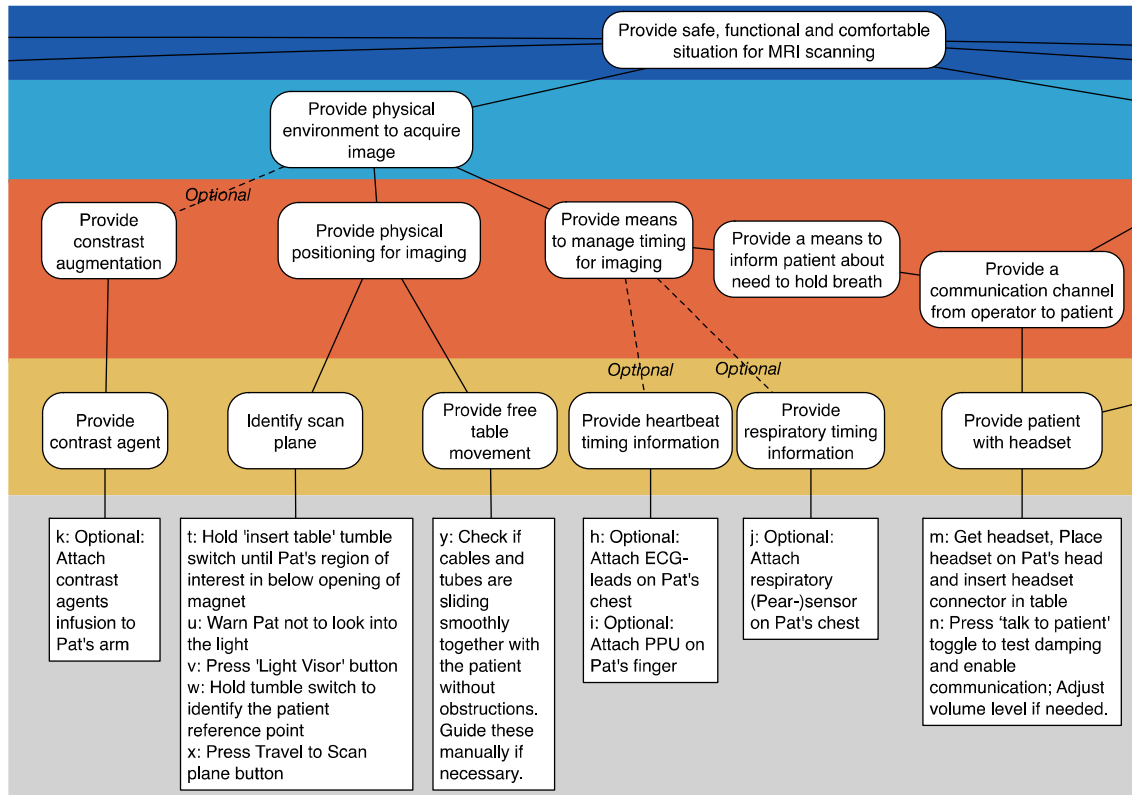 Provide safe, functional and comfortable
situation for MRI scanning
Provide physical
environment to acquire
image
Optional
Provide
constrast
augmentation
Provide physical
positioning for imaging
Provide means
to manage timing
for imaging
Provide a means to
inform patient about
need to hold breath
Provide a
communication channel
from operator to patient
Optional
Optional
Provide
contrast agent
Identify scan
plane
Provide free
table
movement
Provide heartbeat
timing information
Provide
respiratory timing
information
Provide patient
with headset
k: Optional:
Attach
contrast
agents
infusion to
Pat's arm
t: Hold 'insert table' tumble
switch until Pat's region of
interest in below opening of
magnet
u: Warn Pat not to look into
the light
v: Press 'Light Visor' button
w: Hold tumble switch to
identify the patient
reference point
x: Press Travel to Scan
plane button
y: Check if
cables and
tubes are
sliding
smoothly
together with
the patient
without
obstructions.
Guide these
manually if
necessary.
h: Optional:
Attach ECG-
leads on Pat's
chest
i: Optional:
Attach PPU on
Pat's finger
j: Optional:
Attach
respiratory
(Pear-)sensor
on Pat's chest
m: Get headset, Place
headset on Pat's head
and insert headset
connector in table
n: Press ‘talk to patient’
toggle to test damping
and enable
communication; Adjust
volume level if needed.